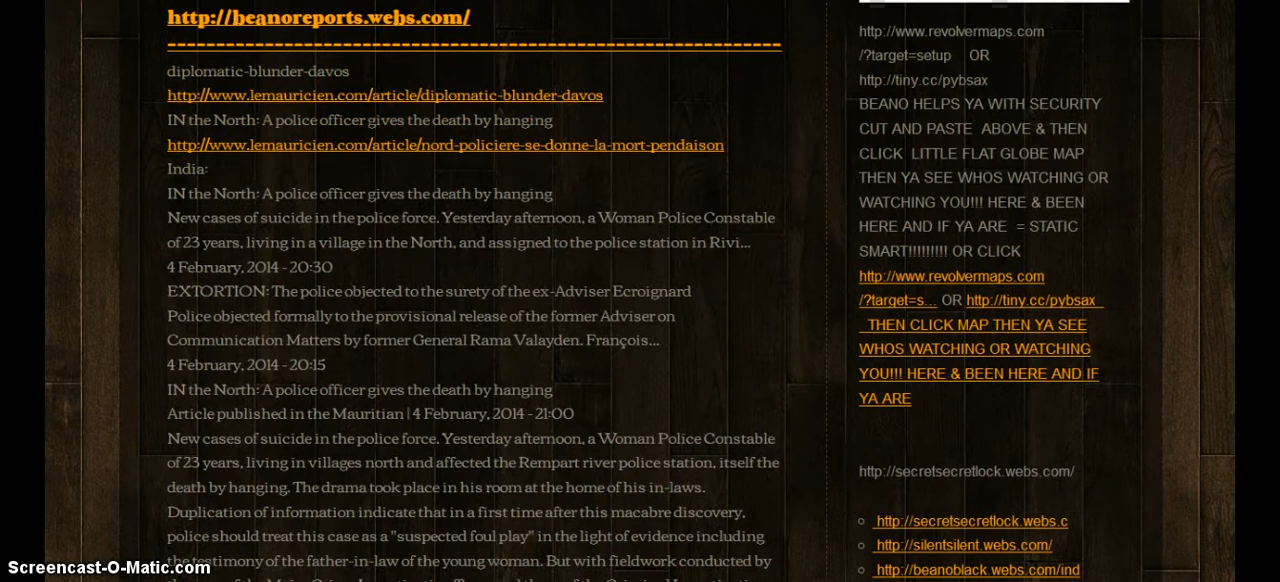 http://beanoreports.webs.com/
----------------------------------------------------------------
diplomatic-blunder-davos
http://www.lemauricien.com/article/diplomatic-blunder-davos
IN the North: A police officer gives the death by hanging
http://www.lemauricien.com/article/nord-policiere-se-donne-la-mort-pendaison
India:
IN the North: A police officer gives the death by hanging
New cases of suicide in the police force. Yesterday afternoon, a Woman Police Constable
of 23 years, living in a village in the North, and assigned to the police station in Rivi...
4 February, 2014 - 20:30
EXTORTION: The police objected to the surety of the ex-Adviser Ecroignard
Police objected formally to the provisional release of the former Adviser on
Communication Matters by former General Rama Valayden. François...
4 February, 2014 - 20:15
IN the North: A police officer gives the death by hanging
Article published in the Mauritian | 4 February, 2014 - 21:00
New cases of suicide in the police force. Yesterday afternoon, a Woman Police Constable
of 23 years, living in villages north and affected the Rempart river police station, itself the
death by hanging. The drama took place in his room at the home of his in-laws.
Duplication of information indicate that in a first time after this macabre discovery,
police should treat this case as a "suspected foul play" in the light of evidence including
the testimony of the father-in-law of the young woman. But with fieldwork conducted by
http://www.revolvermaps.com
/?target=setup OR
http://tiny.cc/pybsax
BEANO HELPS YA WITH SECURITY
CUT AND PASTE ABOVE & THEN
CLICK LITTLE FLAT GLOBE MAP
THEN YA SEE WHOS WATCHING OR
WATCHING YOU!!! HERE & BEEN
HERE AND IF YA ARE = STATIC
SMART!!!!!!!!! OR CLICK
http://www.revolvermaps.com
/?target=s... OR http://tiny.cc/pybsax
THEN CLICK MAP THEN YA SEE
WHOS WATCHING OR WATCHING
YOU!!! HERE & BEEN HERE AND IF
YA ARE
http://secretsecretlock.webs.com/
http://secretsecretlock.webs.c
http://silentsilent.webs.com/
http://beanoblack.webs.com/ind
Screencast-O-Matic.com